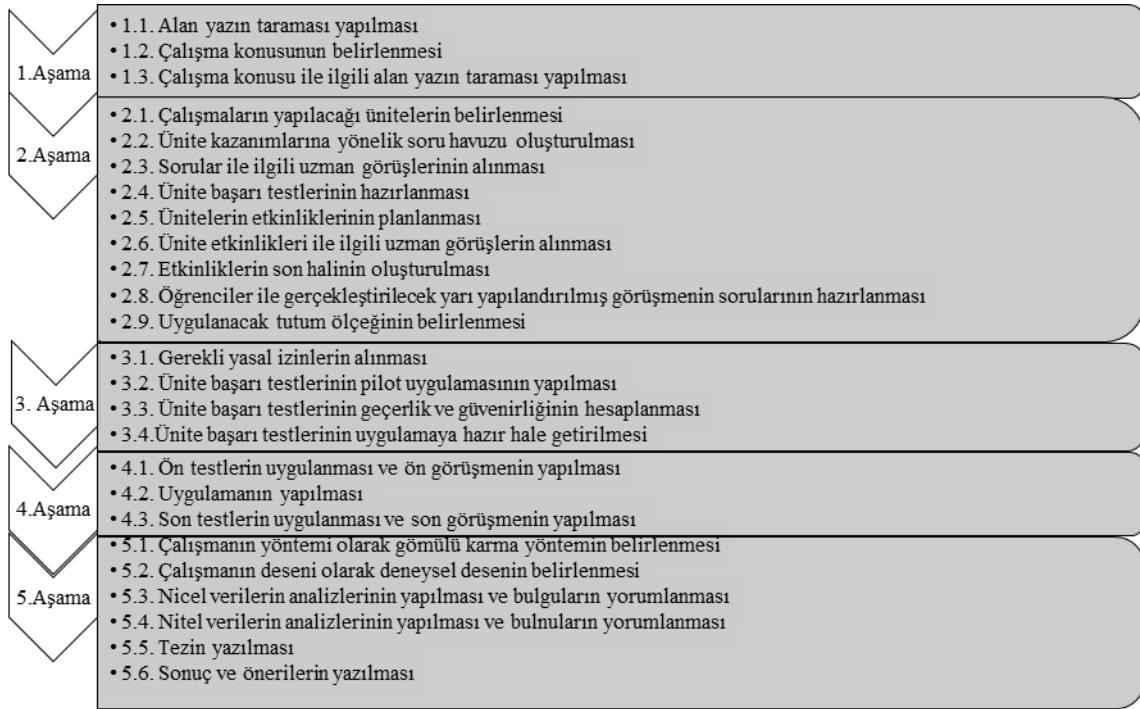 1.Aşama
• 1.1. Alan yazın taraması yapılması
• 1.2. Çalışma konusunun belirlenmesi
• 1.3. Çalışma konusu ile ilgili alan yazın taraması yapılması
2.Aşama
• 2.1. Çalışmaların yapılacağı ünitelerin belirlenmesi
• 2.2. Ünite kazanımlarına yönelik soru havuzu oluşturulması
• 2.3. Sorular ile ilgili uzman görüşlerinin alınması
• 2.4. Ünite başarı testlerinin hazırlanması
• 2.5. Ünitelerin etkinliklerinin planlanması
• 2.6. Ünite etkinlikleri ile ilgili uzman görüşlerin alınması
• 2.7. Etkinliklerin son halinin oluşturulması
• 2.8. Öğrenciler ile gerçekleştirilecek yarı yapılandırılmış görüşmenin sorularının hazırlanması
• 2.9. Uygulanacak tutum ölçeğinin belirlenmesi
3. Aşama
• 3.1. Gerekli yasal izinlerin alınması
• 3.2. Ünite başarı testlerinin pilot uygulamasının yapılması
• 3.3. Ünite başarı testlerinin geçerlik ve güvenirliğinin hesaplanması
• 3.4.Ünite başarı testlerinin uygulamaya hazır hale getirilmesi
4.Aşama
• 4.1. Ön testlerin uygulanması ve ön görüşmenin yapılması
• 4.2. Uygulamanın yapılması
• 4.3. Son testlerin uygulanması ve son görüşmenin yapılması
5.Aşama
• 5.1. Çalışmanın yöntemi olarak gömülü karma yöntemin belirlenmesi
• 5.2. Çalışmanın deseni olarak deneysel desenin belirlenmesi
• 5.3. Nicel verilerin analizlerinin yapılması ve bulguların yorumlanması
• 5.4. Nitel verilerin analizlerinin yapılması ve bulnuların yorumlanması
• 5.5. Tezin yazılması
• 5.6. Sonuç ve önerilerin yazılması